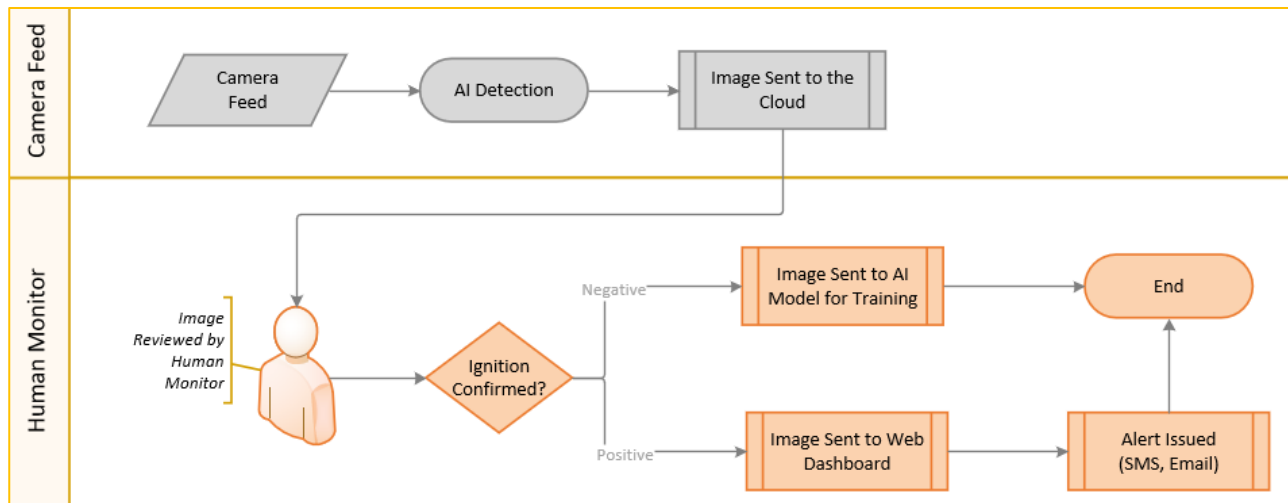 Camera Feed
Camera
Feed
AI Detection
Image Sent to the
Cloud
Human Monitor
Image
Reviewed by
Human
Monitor
Ignition
Confirmed?
Negative
Image Sent to AI
Model for Training
End
Positive
Image Sent to Web
Dashboard
Alert Issued
(SMS, Email)